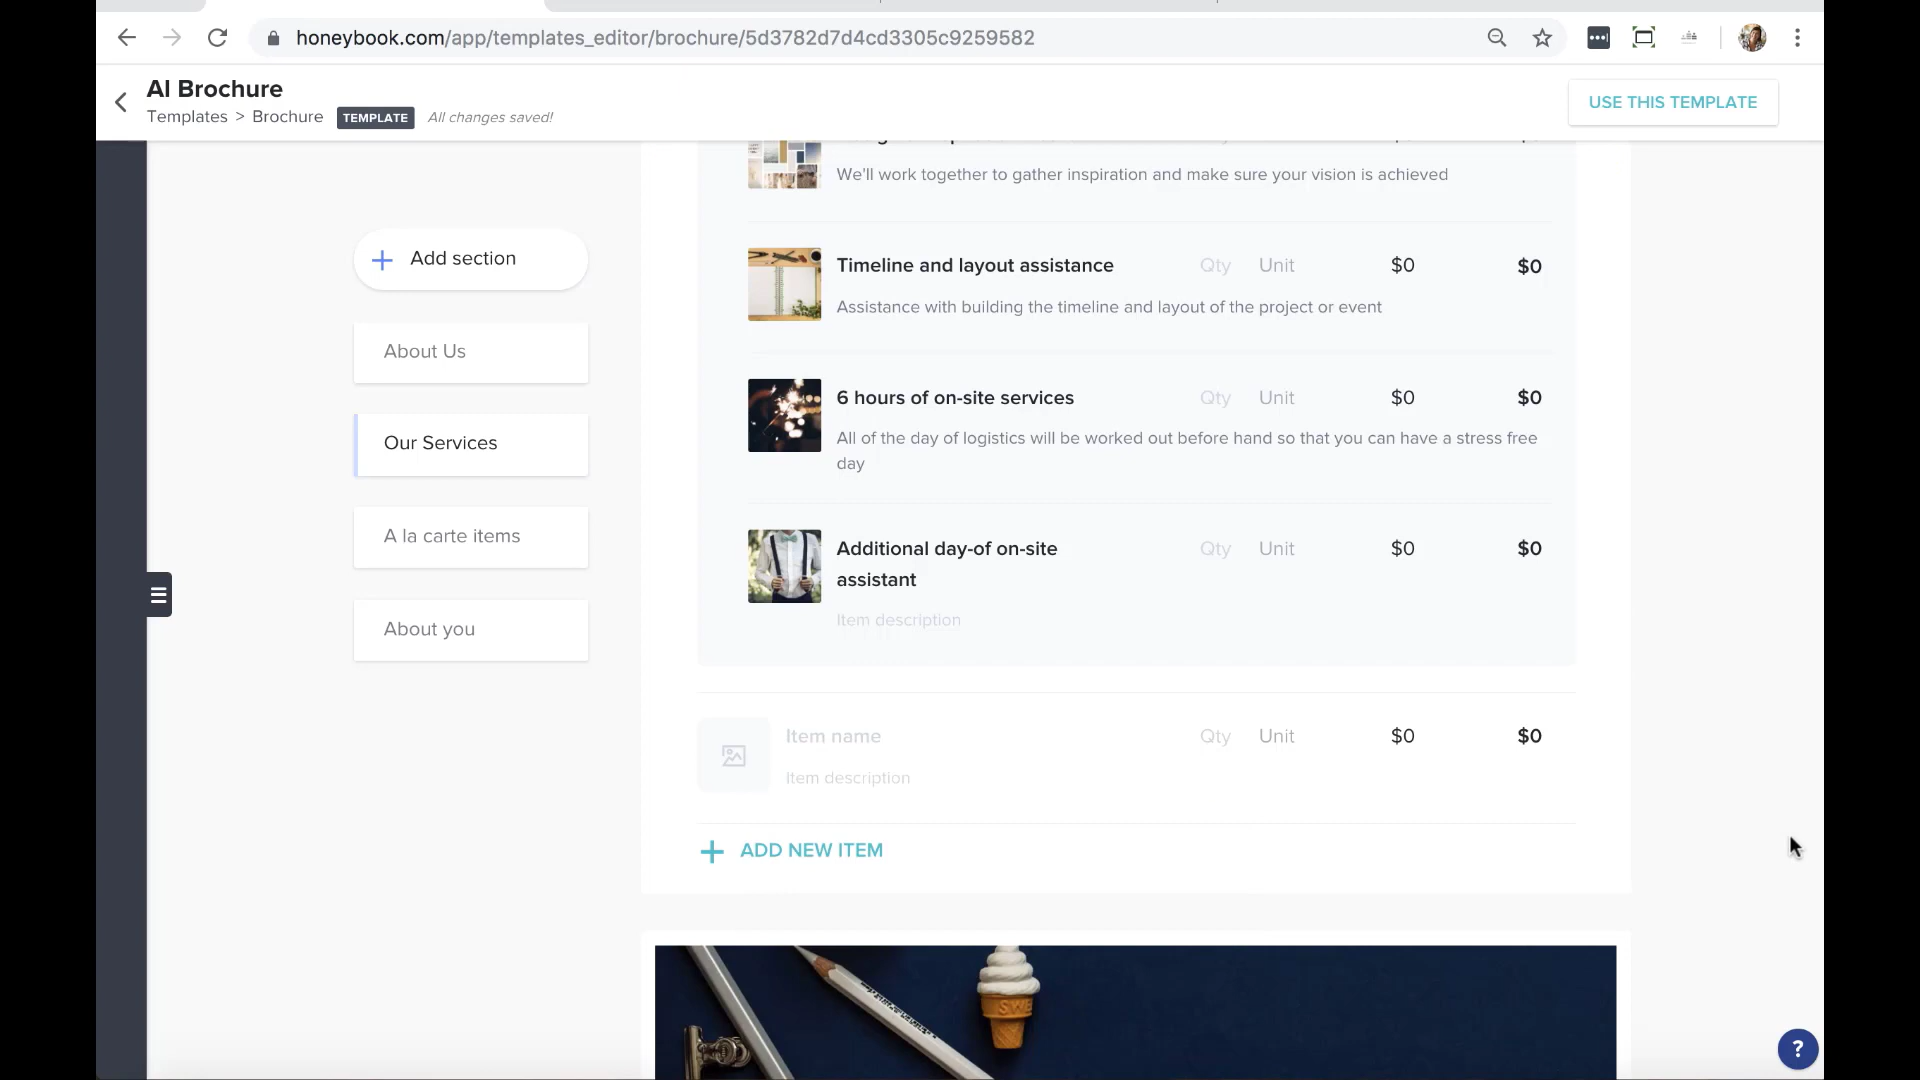 honeybook.com/app/templates_editor/brochure/5d3782d7d4cd3305c9259582
AI Brochure
Templates > Brochure TEMPLATE All changes saved!
USE THIS TEMPLATE
Add section
About Us
Our Services
A la carte items
About you
We'll work together to gather inspiration and make sure your vision is achieved
Timeline and layout assistance Qty Unit $0 $0
Assistance with building the timeline and layout of the project or event
6 hours of on-site services Qty Unit $0 $0
All of the day of logistics will be worked out before hand so that you can have a stress free
day
Additional day-of on-site Qty Unit $0 $0
assistant
Item description
Item name Qty Unit $0 $0
Item description
ADD NEW ITEM
SWE
?